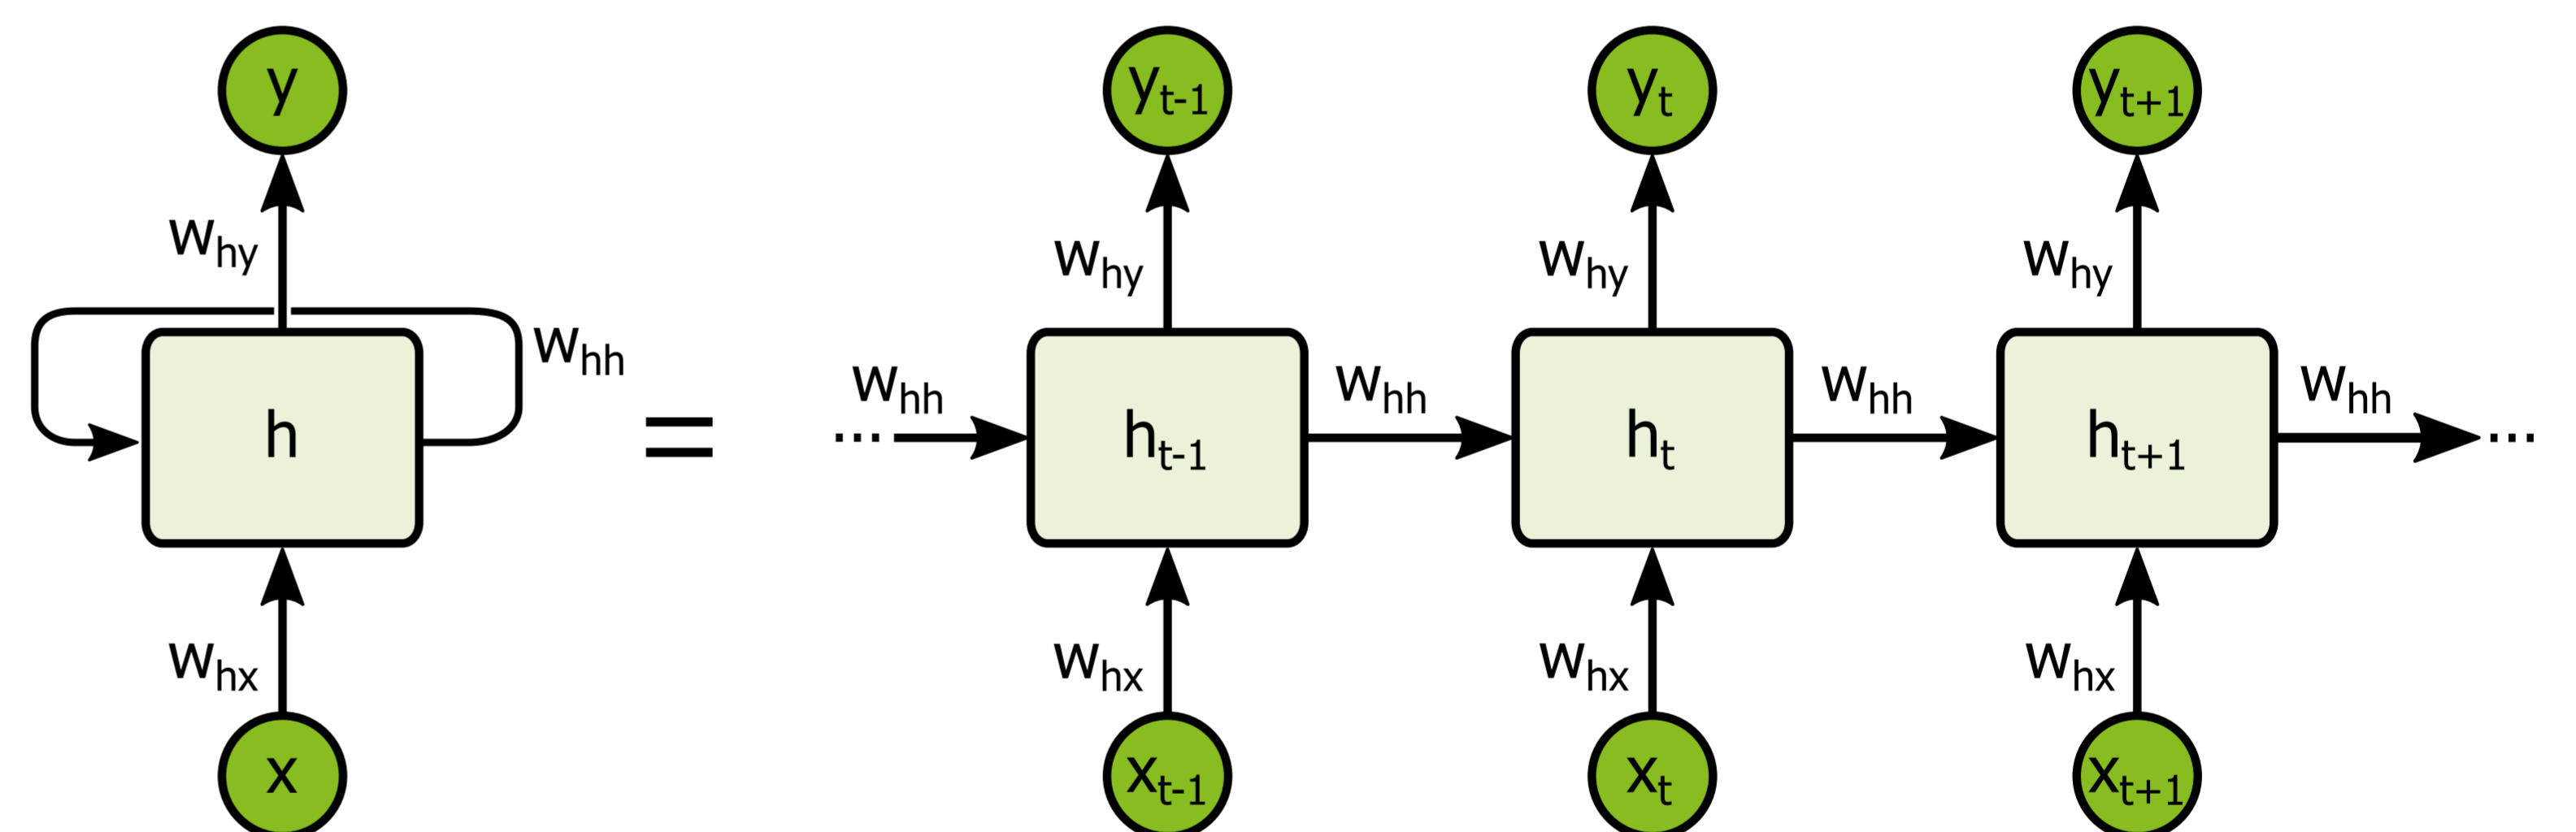 y y_t-1 y_t y_t+1
w_hy w_hy w_hy w_hy
w_hh
h = ... w_hh h_t-1 w_hh h_t w_hh h_t+1 w_hh ...
w_hx w_hx w_hx w_hx
x x_t-1 x_t x_t+1